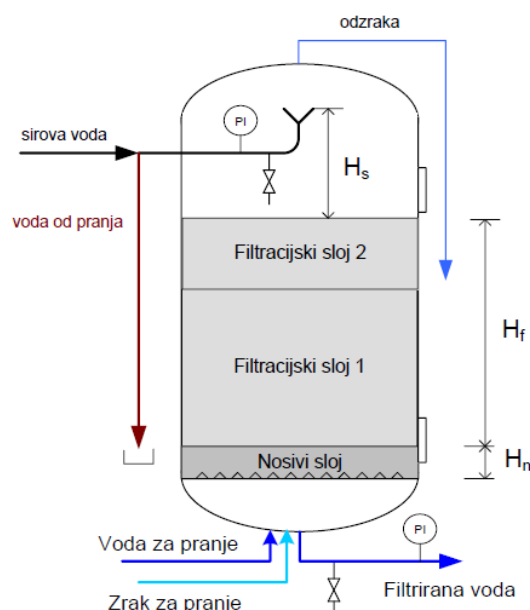 odzraka
PI
sirova voda
Hs
voda od pranja
Filtracijski sloj 2
Hf
Filtracijski sloj 1
Nosivi sloj
Hn
PI
Voda za pranje
Filtrirana voda
Zrak za pranje